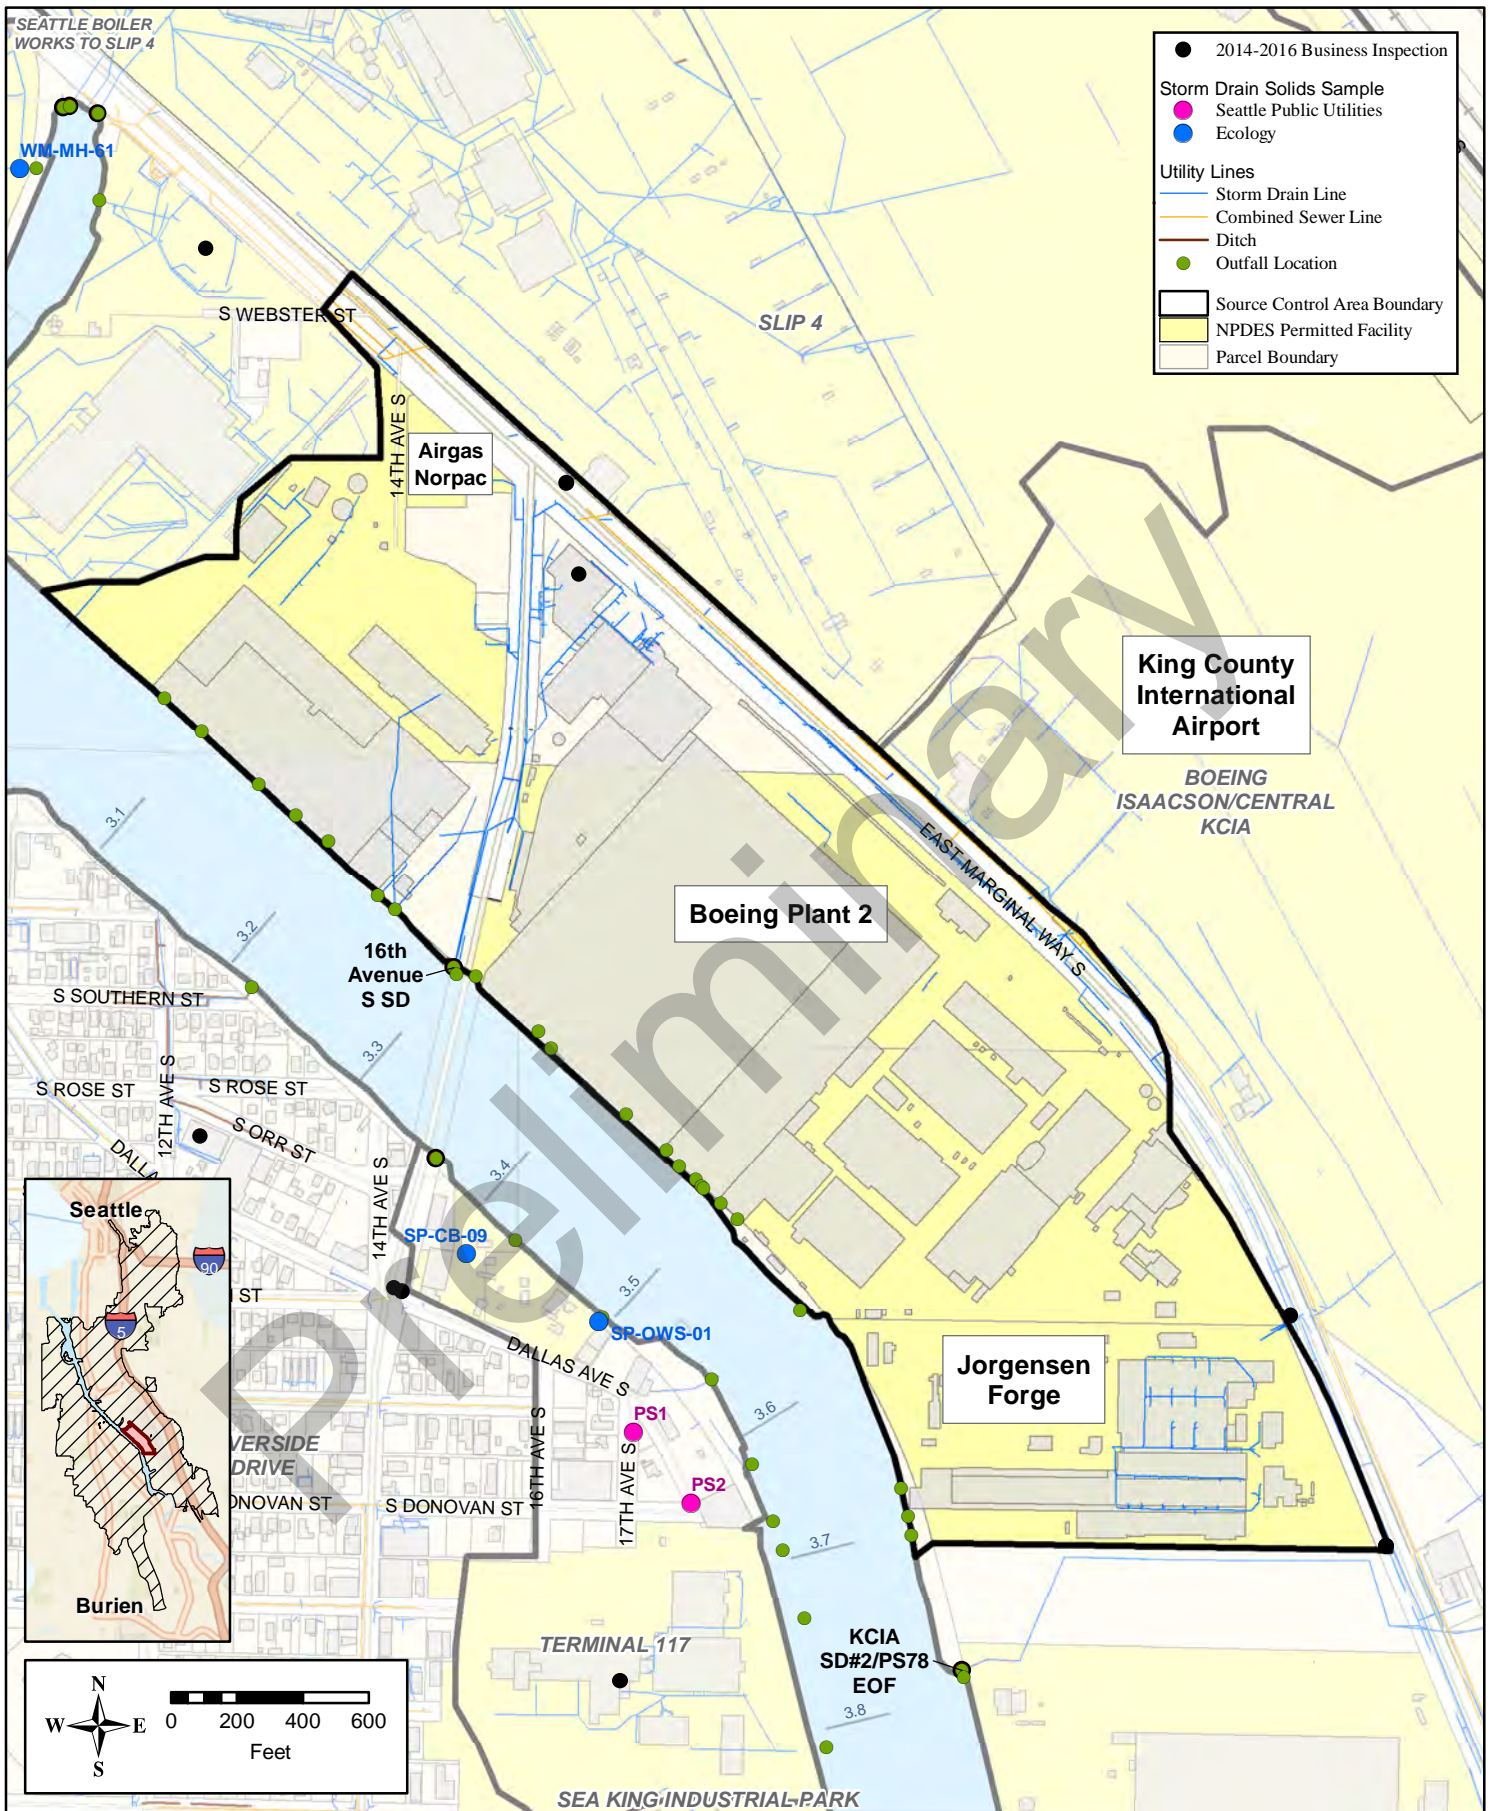 SEATTLE BOILER
WORKS TO SLIP 4
2014-2016 Business Inspection
Storm Drain Solids Sample
Seattle Public Utilities
Ecology
Utility Lines
Storm Drain Line
Combined Sewer Line
Ditch
Outfall Location
Source Control Area Boundary
NPDES Permitted Facility
Parcel Boundary
WM-MH-61
S WEBSTER ST
SLIP 4
14TH AVE S
Airgas
Norpac
King County
International
Airport
BOEING
ISAACSON/CENTRAL
KCIA
EAST MARGINAL WAY S
Boeing Plant 2
3.1
3.2
16th
Avenue
S SD
S SOUTHERN ST
3.3
S ROSE ST
S ROSE ST
12TH AVE S
S ORR ST
DALLA
14TH AVE S
3.4
SP-CB-09
3.5
SP-OWS-01
DALLAS AVE S
Seattle
90
5
Burien
ST
VERSIDE
DRIVE
DONOVAN ST
S DONOVAN ST
16TH AVE S
17TH AVE S
PS1
PS2
3.6
3.7
3.8
Jorgensen
Forge
TERMINAL 117
KCIA
SD#2/PS78
EOF
SEA KING INDUSTRIAL PARK
N
W E
S
0 200 400 600
Feet
Preliminary